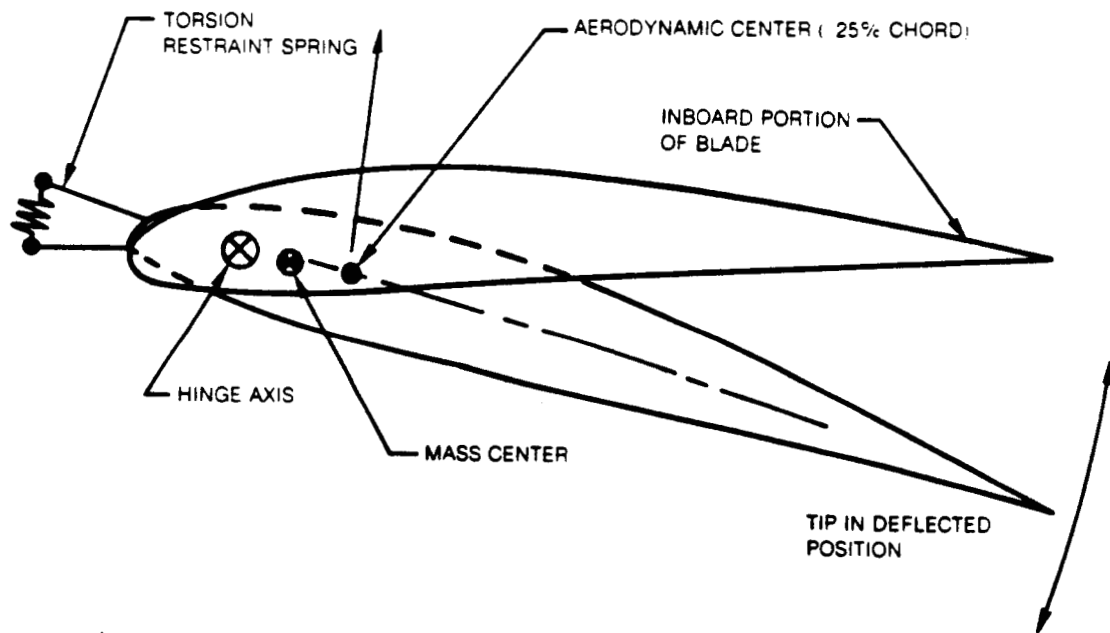 TORSION
RESTRAINT SPRING
AERODYNAMIC CENTER ( 25% CHORD)
INBOARD PORTION
OF BLADE
HINGE AXIS
MASS CENTER
TIP IN DEFLECTED
POSITION